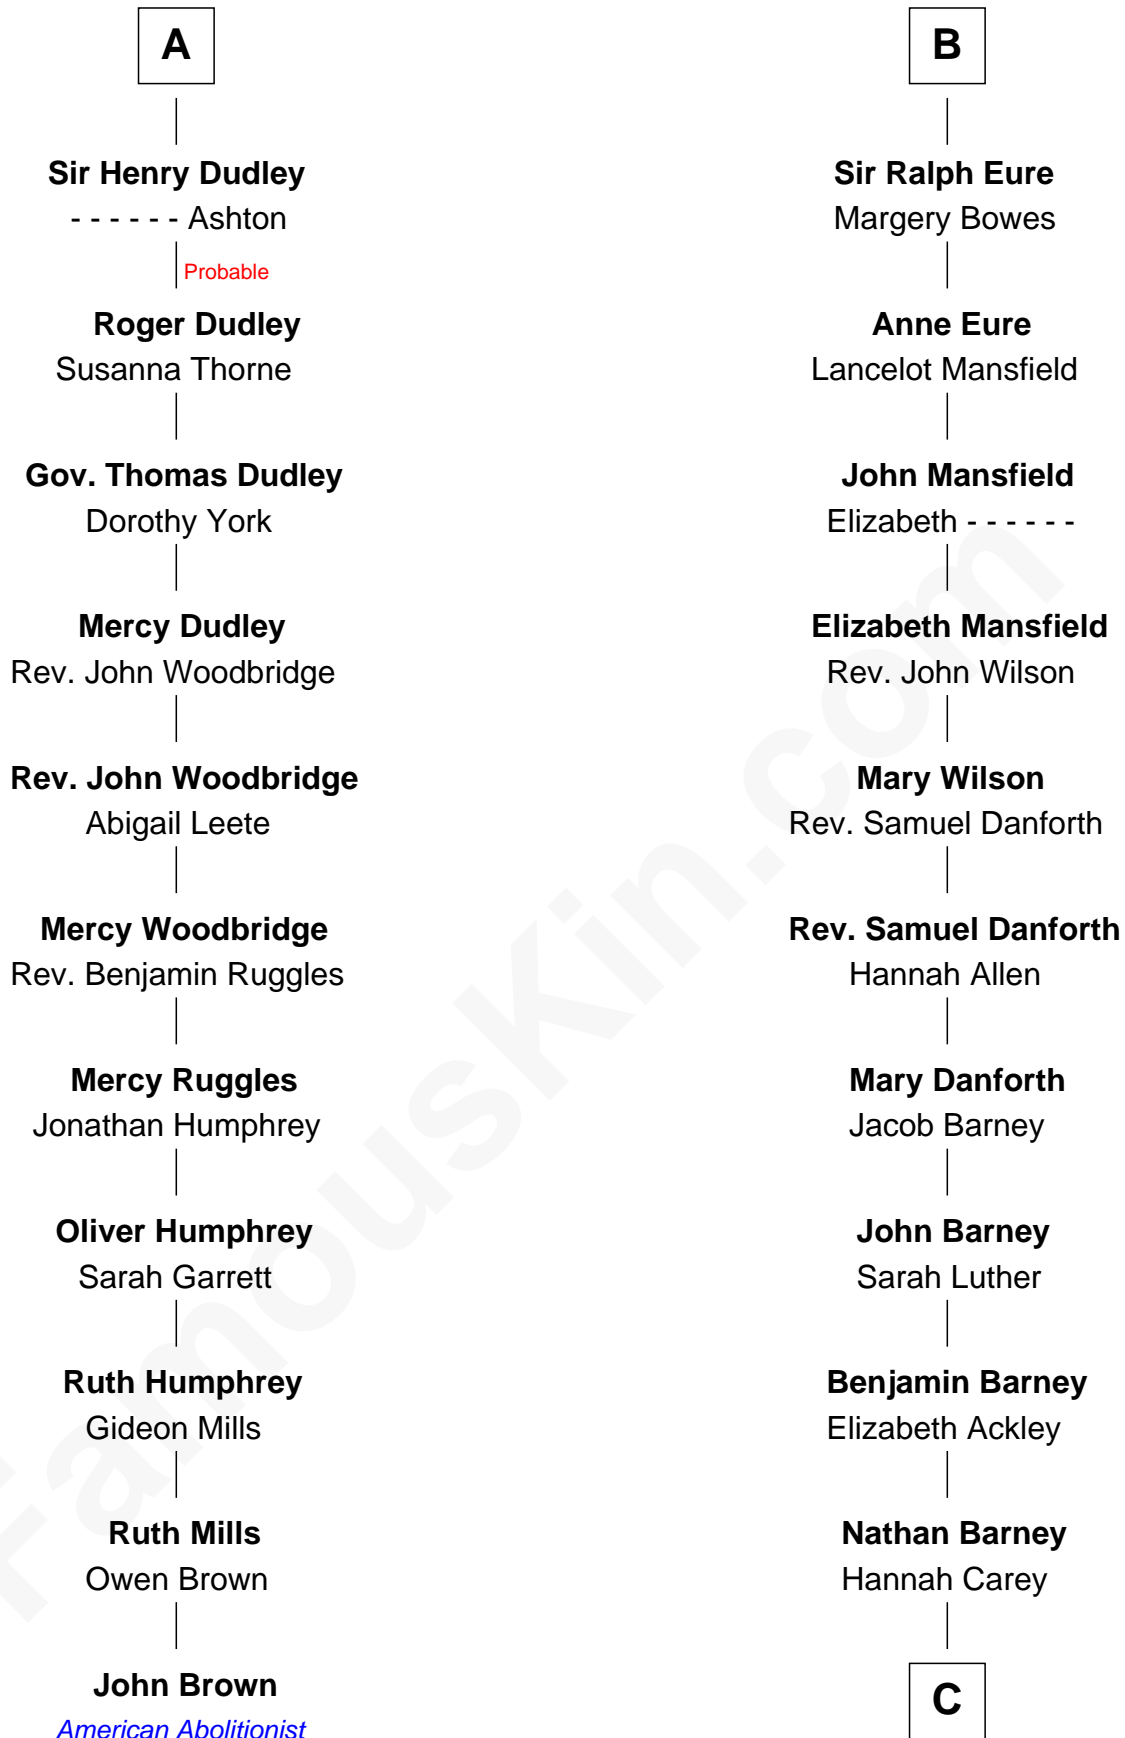 A
Sir Henry Dudley
- - - - - - Ashton
Probable
Roger Dudley
Susanna Thorne
Gov. Thomas Dudley
Dorothy York
Mercy Dudley
Rev. John Woodbridge
Rev. John Woodbridge
Abigail Leete
Mercy Woodbridge
Rev. Benjamin Ruggles
Mercy Ruggles
Jonathan Humphrey
Oliver Humphrey
Sarah Garrett
Ruth Humphrey
Gideon Mills
Ruth Mills
Owen Brown
John Brown
American Abolitionist
B
Sir Ralph Eure
Margery Bowes
Anne Eure
Lancelot Mansfield
John Mansfield
Elizabeth - - - - - -
Elizabeth Mansfield
Rev. John Wilson
Mary Wilson
Rev. Samuel Danforth
Rev. Samuel Danforth
Hannah Allen
Mary Danforth
Jacob Barney
John Barney
Sarah Luther
Benjamin Barney
Elizabeth Ackley
Nathan Barney
Hannah Carey
C
FamousKin.com